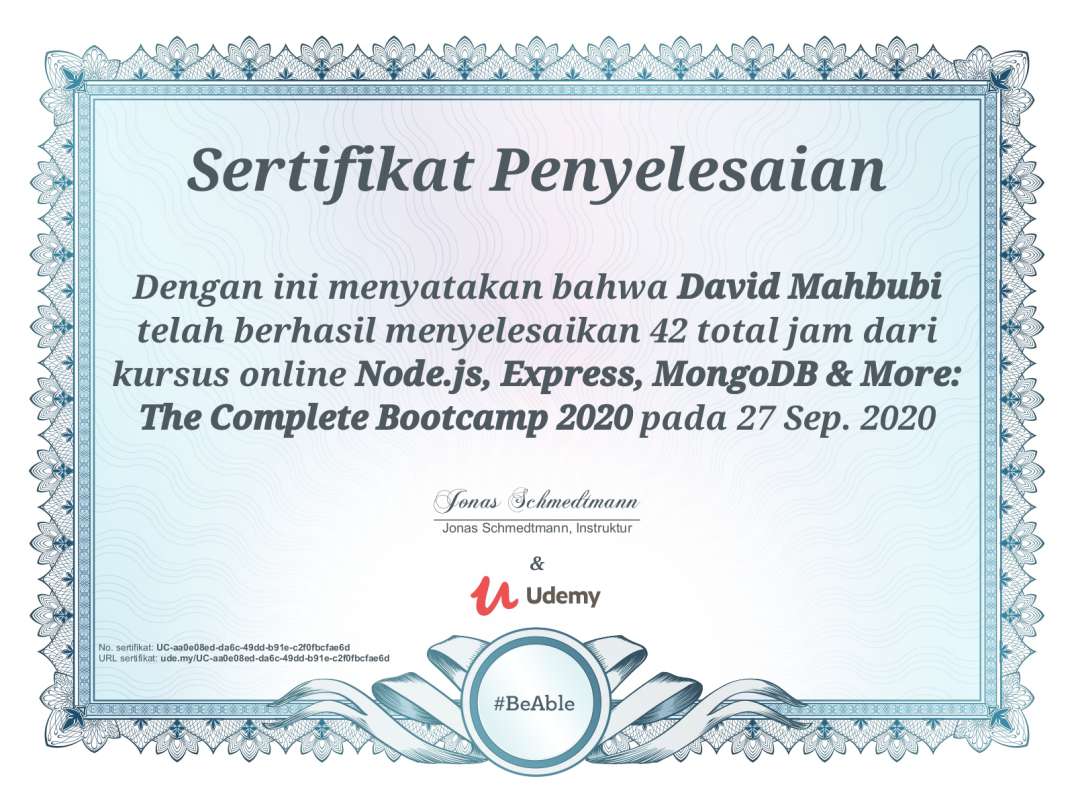 Sertifikat Penyelesaian
Dengan ini menyatakan bahwa David Mahbubi
telah berhasil menyelesaikan 42 total jam dari
kursus online Node.js, Express, MongoDB & More:
The Complete Bootcamp 2020 pada 27 Sep. 2020
Jonas Schmedtmann
Jonas Schmedtmann, Instruktur
&
Udemy
No. sertifikat: UC-aa0e08ed-da6c-49dd-b91e-c2f0fbcfae6d
URL sertifikat: ude.my/UC-aa0e08ed-da6c-49dd-b91e-c2f0fbcfae6d
#BeAble